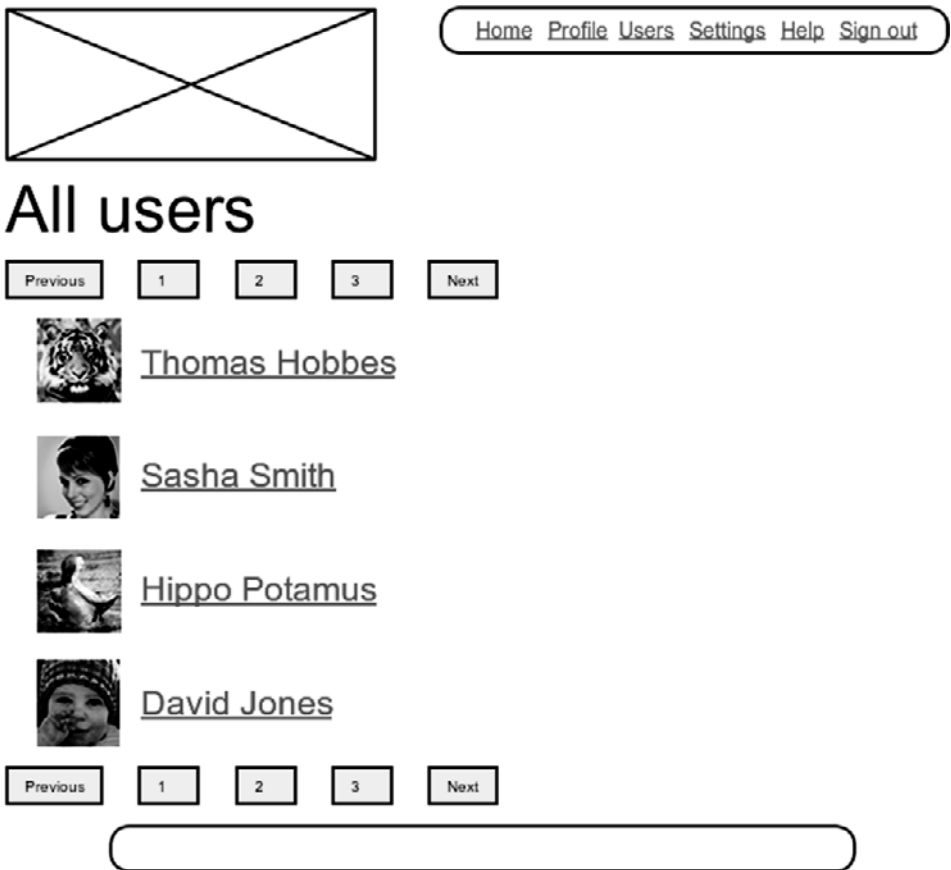 Home Profile Users Settings Help Sign out
All users
Previous 1 2 3 Next
Thomas Hobbes
Sasha Smith
Hippo Potamus
David Jones
Previous 1 2 3 Next